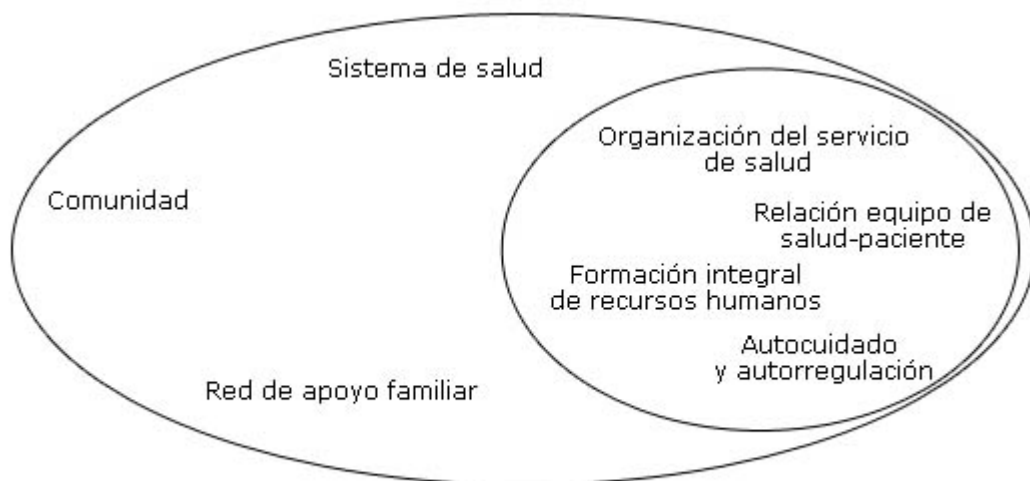 Sistema de salud
Organización del servicio
de salud
Comunidad
Relación equipo de
salud-paciente
Formación integral
de recursos humanos
Autocuidado
y autorregulación
Red de apoyo familiar